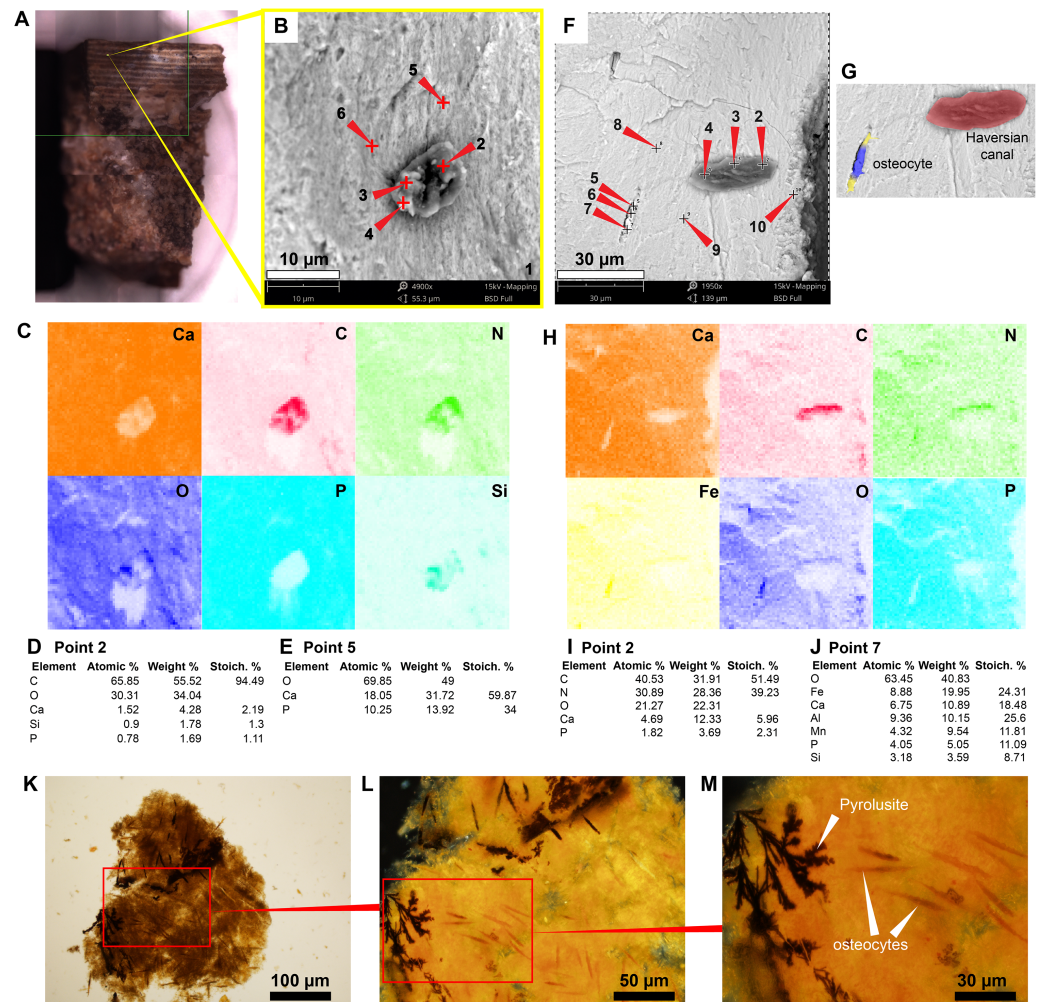 A
B
5
6
2
3
4
10 µm
1
10 µm
4900x
55.3 µm
15kV -Mapping
BSD Full
F
8
4
3
2
5
6
7
9
10
30 µm
30 µm
1950x
139 µm
15kV -Mapping
BSD Full
G
osteocyte
Haversian
canal
C
Ca
C
N
O
P
Si
H
Ca
C
N
Fe
O
P
D Point 2
Element Atomic % Weight % Stoich. %
C 65.85 55.52 94.49
O 30.31 34.04
Ca 1.52 4.28 2.19
Si 0.9 1.78 1.3
P 0.78 1.69 1.11
E Point 5
Element Atomic % Weight % Stoich. %
O 69.85 49
Ca 18.05 31.72 59.87
P 10.25 13.92 34
I Point 2
Element Atomic % Weight % Stoich. %
C 40.53 31.91 51.49
N 30.89 28.36 39.23
O 21.27 22.31
Ca 4.69 12.33 5.96
P 1.82 3.69 2.31
J Point 7
Element Atomic % Weight % Stoich. %
O 63.45 40.83
Fe 8.88 19.95 24.31
Ca 6.75 10.89 18.48
Al 9.36 10.15 25.6
Mn 4.32 9.54 11.81
P 4.05 5.05 11.09
Si 3.18 3.59 8.71
K
100 µm
L
50 µm
M
Pyrolusite
osteocytes
30 µm